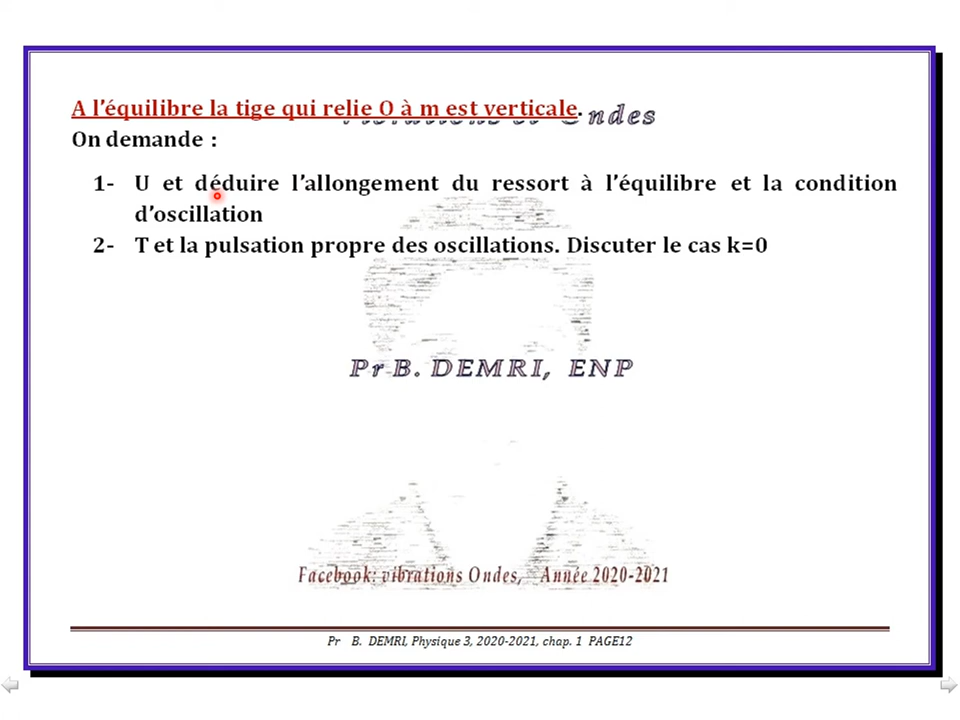 A l’équilibre la tige qui relie O à m est verticale.
ndes
On demande :
1- U et déduire l’allongement du ressort à l’équilibre et la condition
d’oscillation
2- T et la pulsation propre des oscillations. Discuter le cas k=0
Pr B. DEMRI, ENP
Facebook: vibrations Ondes, Année 2020-2021
Pr B. DEMRI, Physique 3, 2020-2021, chap. 1 PAGE12